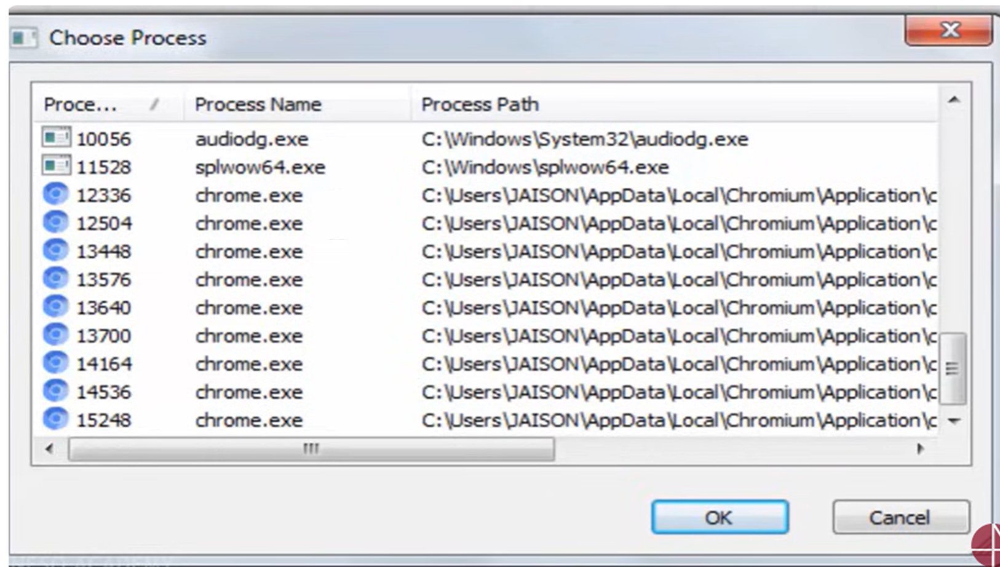 Choose Process
Proce... Process Name Process Path
10056 audiodg.exe C:\Windows\System32\audiodg.exe
11528 splwow64.exe C:\Windows\splwow64.exe
12336 chrome.exe C:\Users\JAISON\AppData\Local\Chromium\Application\c
12504 chrome.exe C:\Users\JAISON\AppData\Local\Chromium\Application\c
13448 chrome.exe C:\Users\JAISON\AppData\Local\Chromium\Application\c
13576 chrome.exe C:\Users\JAISON\AppData\Local\Chromium\Application\c
13640 chrome.exe C:\Users\JAISON\AppData\Local\Chromium\Application\c
13700 chrome.exe C:\Users\JAISON\AppData\Local\Chromium\Application\c
14164 chrome.exe C:\Users\JAISON\AppData\Local\Chromium\Application\c
14536 chrome.exe C:\Users\JAISON\AppData\Local\Chromium\Application\c
15248 chrome.exe C:\Users\JAISON\AppData\Local\Chromium\Application\c
OK Cancel